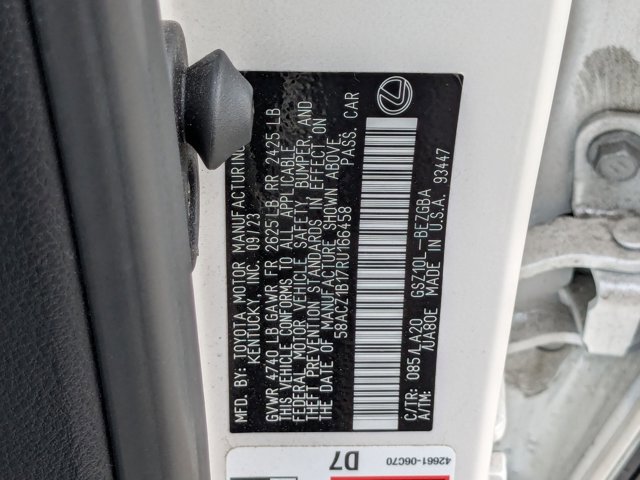 MFD. BY: TOYOTA MOTOR MANUFACTURING
KENTUCKY, INC. 09/23
GVWR 4740 LB GAWR FR 2625 LB RR 2425 LB
THIS VEHICLE CONFORMS TO ALL APPLICABLE
FEDERAL MOTOR VEHICLE SAFETY, BUMPER, AND
THEFT PREVENTION STANDARDS IN EFFECT ON
THE DATE OF MANUFACTURE SHOWN ABOVE.
58ACZ1B17RU166458 PASS. CAR
C/TR: 085/LA20 GSZ10L-BEZGBA
A/TM: /UA80E MADE IN U.S.A. 93447
42661-06C70
D7